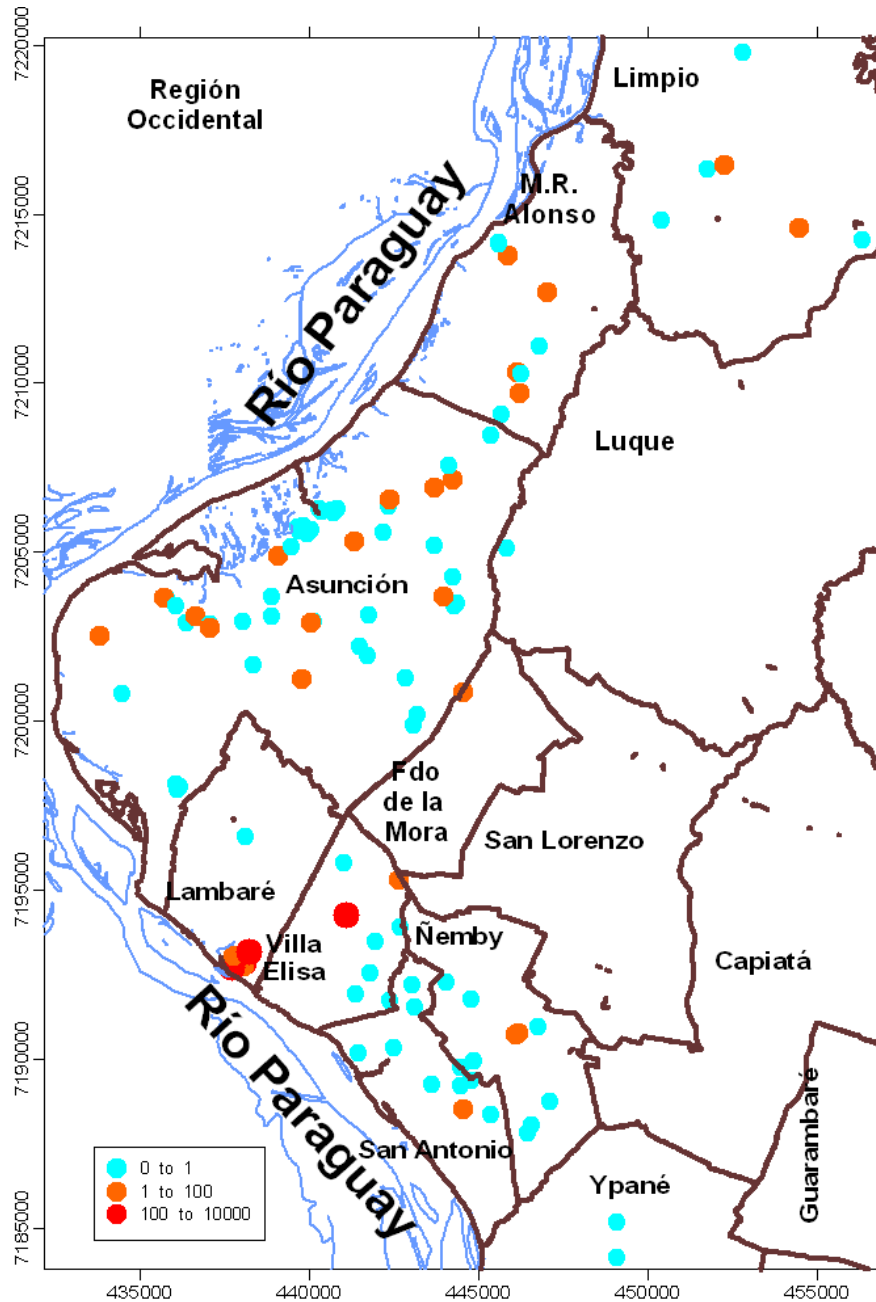 7220000
7215000
7210000
7205000
7200000
7195000
7190000
7185000
Región
Occidental
Limpio
M.R.
Alonso
Río Paraguay
Luque
Asunción
Fdo
de la
Mora
San Lorenzo
Lambaré
Villa
Elisa
Ñemby
Capiatá
Río Paraguay
San Antonio
Guarambaré
Ypané
0 to 1
1 to 100
100 to 10000
435000
440000
445000
450000
455000